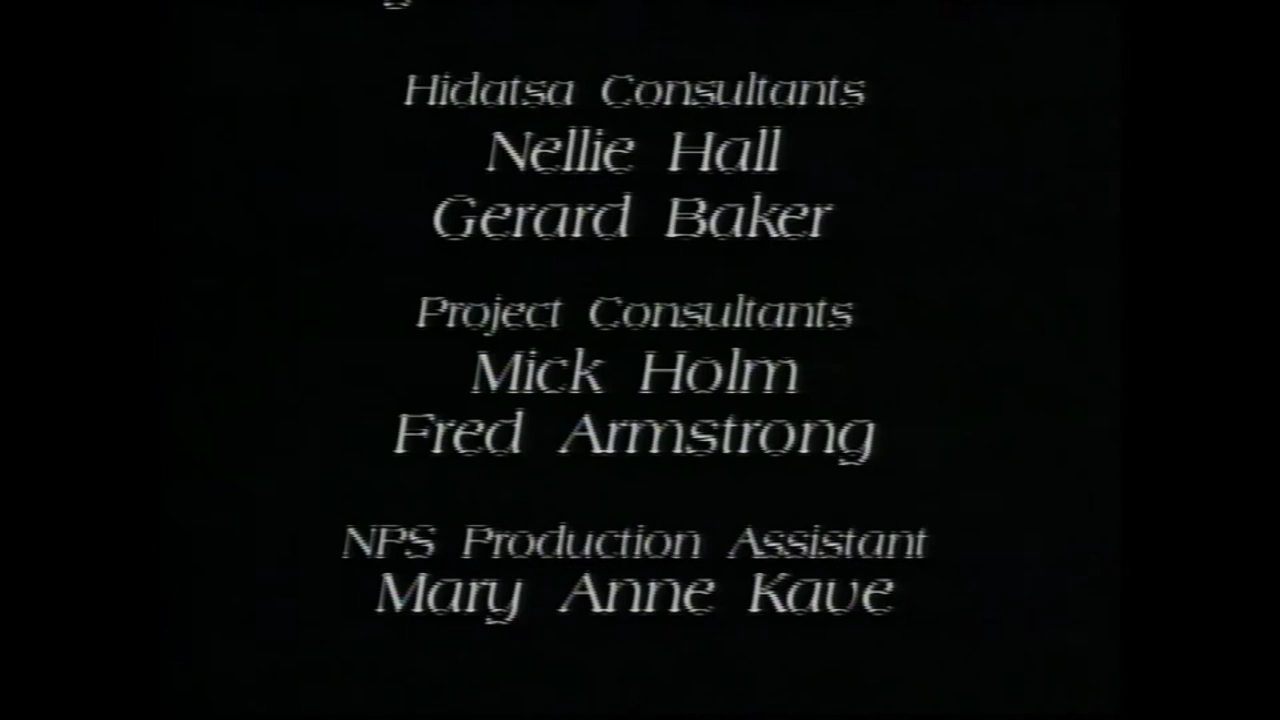 Hidatsa Consultants
Nellie Hall
Gerard Baker
Project Consultants
Mick Holm
Fred Armstrong
NPS Production Assistant
Mary Anne Kave